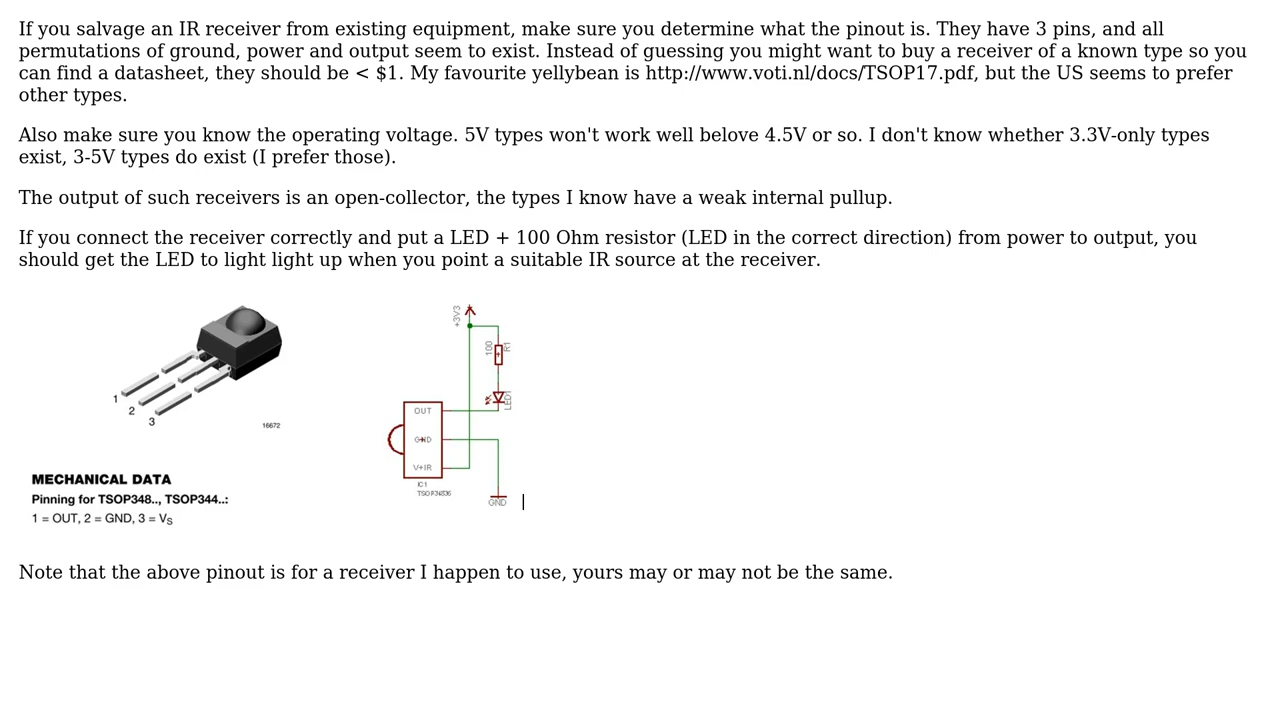 If you salvage an IR receiver from existing equipment, make sure you determine what the pinout is. They have 3 pins, and all
permutations of ground, power and output seem to exist. Instead of guessing you might want to buy a receiver of a known type so you
can find a datasheet, they should be < $1. My favourite yellybean is http://www.voti.nl/docs/TSOP17.pdf, but the US seems to prefer
other types.
Also make sure you know the operating voltage. 5V types won't work well belove 4.5V or so. I don't know whether 3.3V-only types
exist, 3-5V types do exist (I prefer those).
The output of such receivers is an open-collector, the types I know have a weak internal pullup.
If you connect the receiver correctly and put a LED + 100 Ohm resistor (LED in the correct direction) from power to output, you
should get the LED to light light up when you point a suitable IR source at the receiver.
1
2
3
16672
MECHANICAL DATA
Pinning for TSOP348.., TSOP344..:
1 = OUT, 2 = GND, 3 = VS
+3V3
100
R1
LED1
OUT
GND
V+IR
IC1
GND
Note that the above pinout is for a receiver I happen to use, yours may or may not be the same.